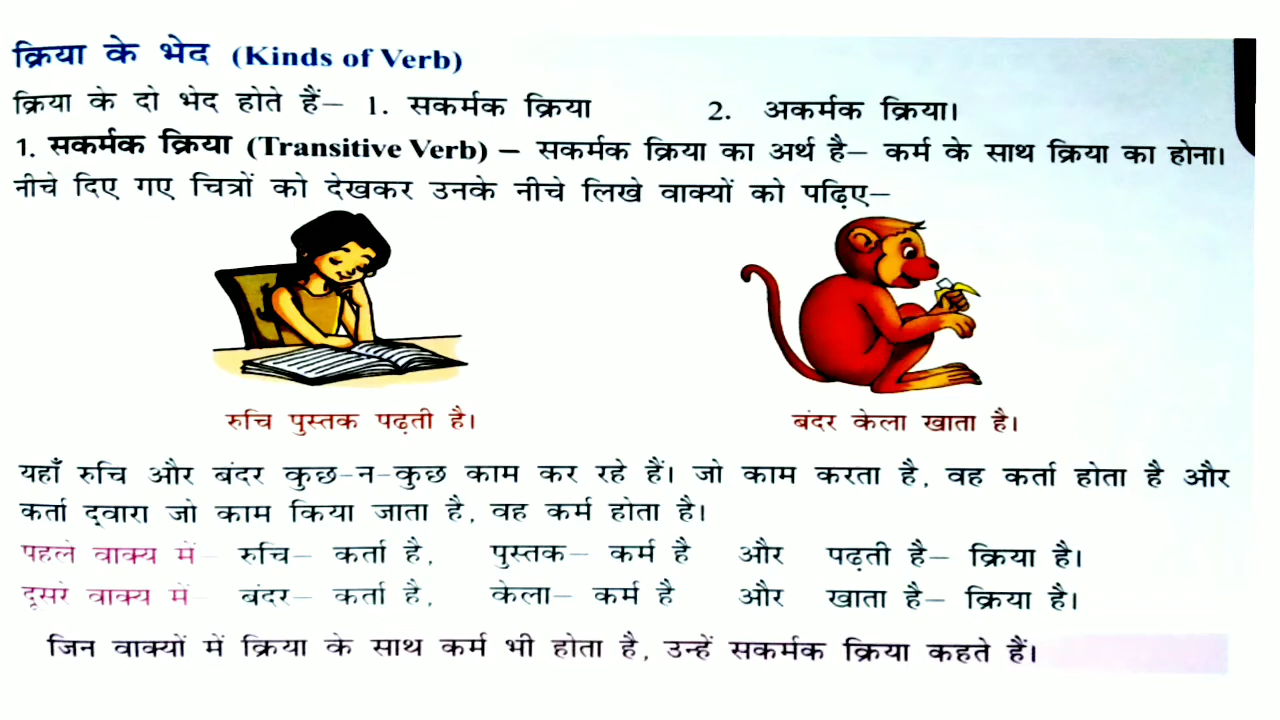 क्रिया के भेद (Kinds of Verb)
क्रिया के दो भेद होते हैं– 1. सकर्मक क्रिया 2. अकर्मक क्रिया।
1. सकर्मक क्रिया (Transitive Verb) – सकर्मक क्रिया का अर्थ है– कर्म के साथ क्रिया का होना।
नीचे दिए गए चित्रों को देखकर उनके नीचे लिखे वाक्यों को पढ़िए–
रुचि पुस्तक पढ़ती है। बंदर केला खाता है।
यहाँ रुचि और बंदर कुछ-न-कुछ काम कर रहे हैं। जो काम करता है, वह कर्ता होता है और
कर्ता द्वारा जो काम किया जाता है, वह कर्म होता है।
पहले वाक्य में– रुचि– कर्ता है, पुस्तक– कर्म है और पढ़ती है– क्रिया है।
दूसरे वाक्य में– बंदर– कर्ता है, केला– कर्म है और खाता है– क्रिया है।
जिन वाक्यों में क्रिया के साथ कर्म भी होता है, उन्हें सकर्मक क्रिया कहते हैं।